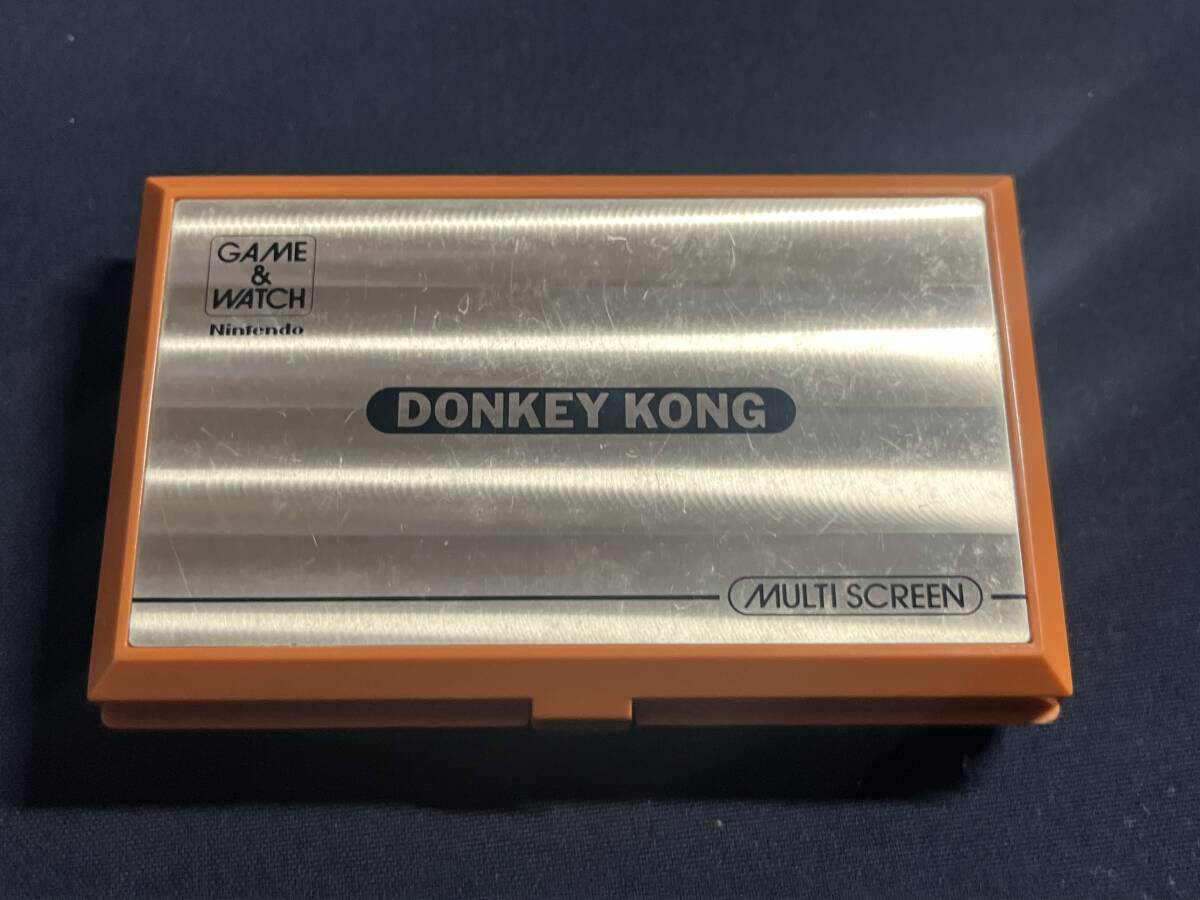 GAME
&
WATCH
Nintendo
DONKEY KONG
MULTI SCREEN